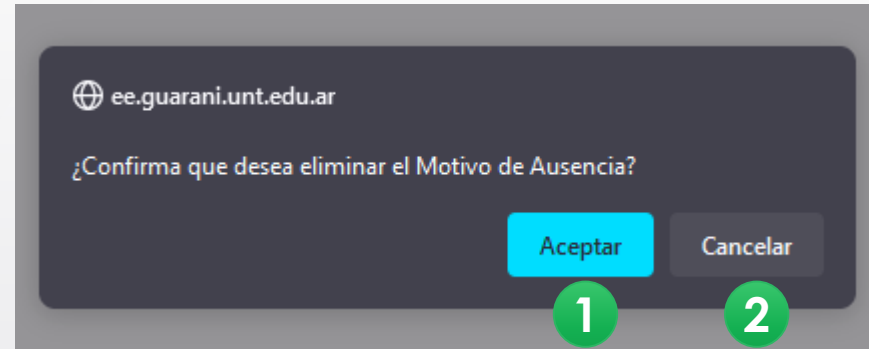 ee.guarani.unt.edu.ar
¿Confirma que desea eliminar el Motivo de Ausencia?
Aceptar Cancelar
1 2